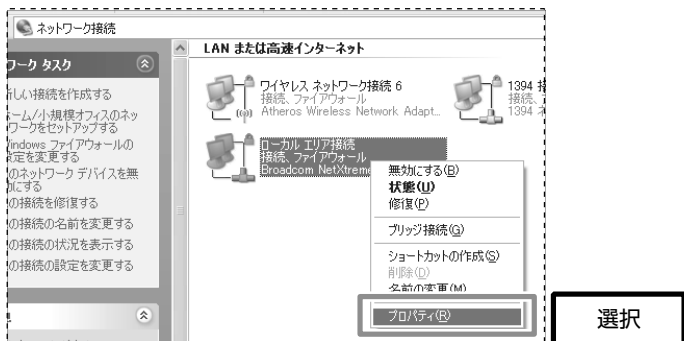 ネットワーク接続
ワーク タスク
新しい接続を作成する
ホーム/小規模オフィスのネッ
ワークをセットアップする
Windows ファイアウォールの
設定を変更する
のネットワーク デバイスを無
にする
の接続を修復する
の接続の名前を変更する
の接続の状況を表示する
の接続の設定を変更する
LAN または高速インターネット
ワイヤレス ネットワーク接続 6
接続、ファイアウォール
Atheros Wireless Network Adapt...
1394 接
接続、
1394 ネ
ローカル エリア接続
接続、ファイアウォール
Broadcom NetXtreme
無効にする(B)
状態(U)
修復(P)
ブリッジ接続(G)
ショートカットの作成(S)
削除(D)
名前の変更(M)
プロパティ(R)
選択